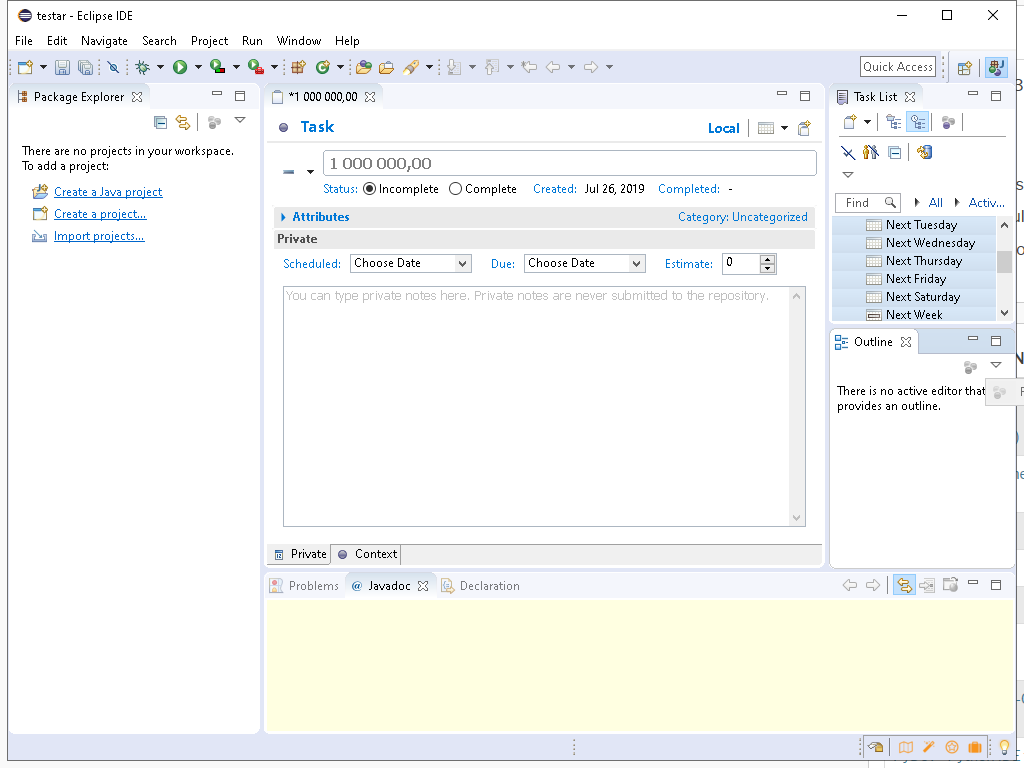 testar - Eclipse IDE
File Edit Navigate Search Project Run Window Help
Quick Access
Package Explorer
There are no projects in your workspace.
To add a project:
Create a Java project
Create a project...
Import projects...
*1 000 000,00
Task
Local
1 000 000,00
Status: Incomplete Complete Created: Jul 26, 2019 Completed: -
Attributes Category: Uncategorized
Private
Scheduled: Choose Date Due: Choose Date Estimate: 0
You can type private notes here. Private notes are never submitted to the repository.
Private Context
Task List
Find All Activ...
Next Tuesday
Next Wednesday
Next Thursday
Next Friday
Next Saturday
Next Week
Outline
There is no active editor that
provides an outline.
Problems @ Javadoc Declaration